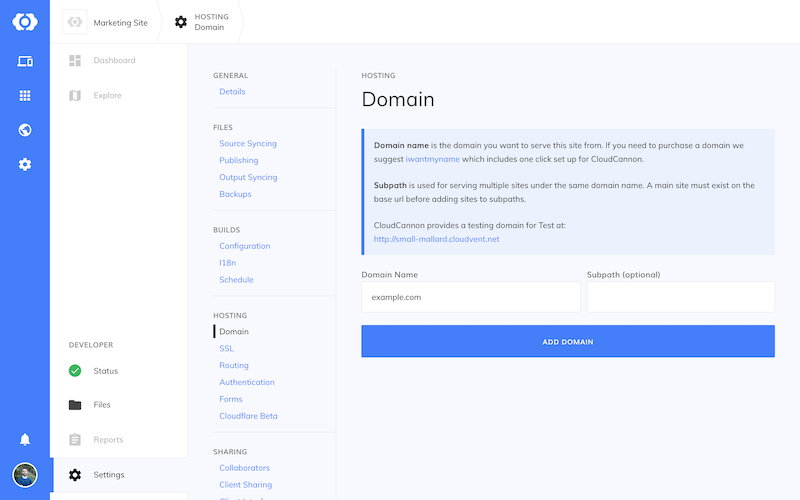 Marketing Site
HOSTING
Domain
Dashboard
Explore
DEVELOPER
Status
Files
Reports
Settings
GENERAL
Details
FILES
Source Syncing
Publishing
Output Syncing
Backups
BUILDS
Configuration
I18n
Schedule
HOSTING
Domain
SSL
Routing
Authentication
Forms
Cloudflare Beta
SHARING
Collaborators
Client Sharing
HOSTING
Domain
Domain name is the domain you want to serve this site from. If you need to purchase a domain we
suggest iwantmyname which includes one click set up for CloudCannon.
Subpath is used for serving multiple sites under the same domain name. A main site must exist on the
base url before adding sites to subpaths.
CloudCannon provides a testing domain for Test at:
http://small-mallard.cloudvent.net
Domain Name
Subpath (optional)
example.com
ADD DOMAIN